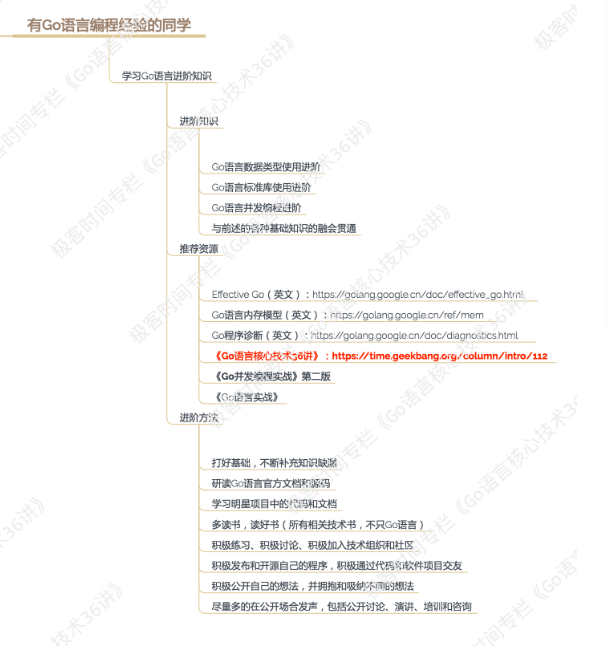 有Go语言编程经验的同学
学习Go语言进阶知识
进阶知识
Go语言数据类型使用进阶
Go语言标准库使用进阶
Go语言并发编程进阶
与前述的各种基础知识的融会贯通
推荐资源
Effective Go（英文）：https://golang.google.cn/doc/effective_go.html
Go语言内存模型（英文）：https://golang.google.cn/ref/mem
Go程序诊断（英文）：https://golang.google.cn/doc/diagnostics.html
《Go语言核心技术36讲》：https://time.geekbang.org/column/intro/112
《Go并发编程实战》第二版
《Go语言实战》
进阶方法
打好基础，不断补充知识缺漏
研读Go语言官方文档和源码
学习明星项目中的代码和文档
多读书，读好书（所有相关技术书，不只Go语言）
积极练习、积极讨论、积极加入技术组织和社区
积极发布和开源自己的程序，积极通过代码和软件项目交友
积极公开自己的想法，并拥抱和吸纳不同的想法
尽量多的在公开场合发声，包括公开讨论、演讲、培训和咨询
极客时间专栏《Go语言核心技术36讲》